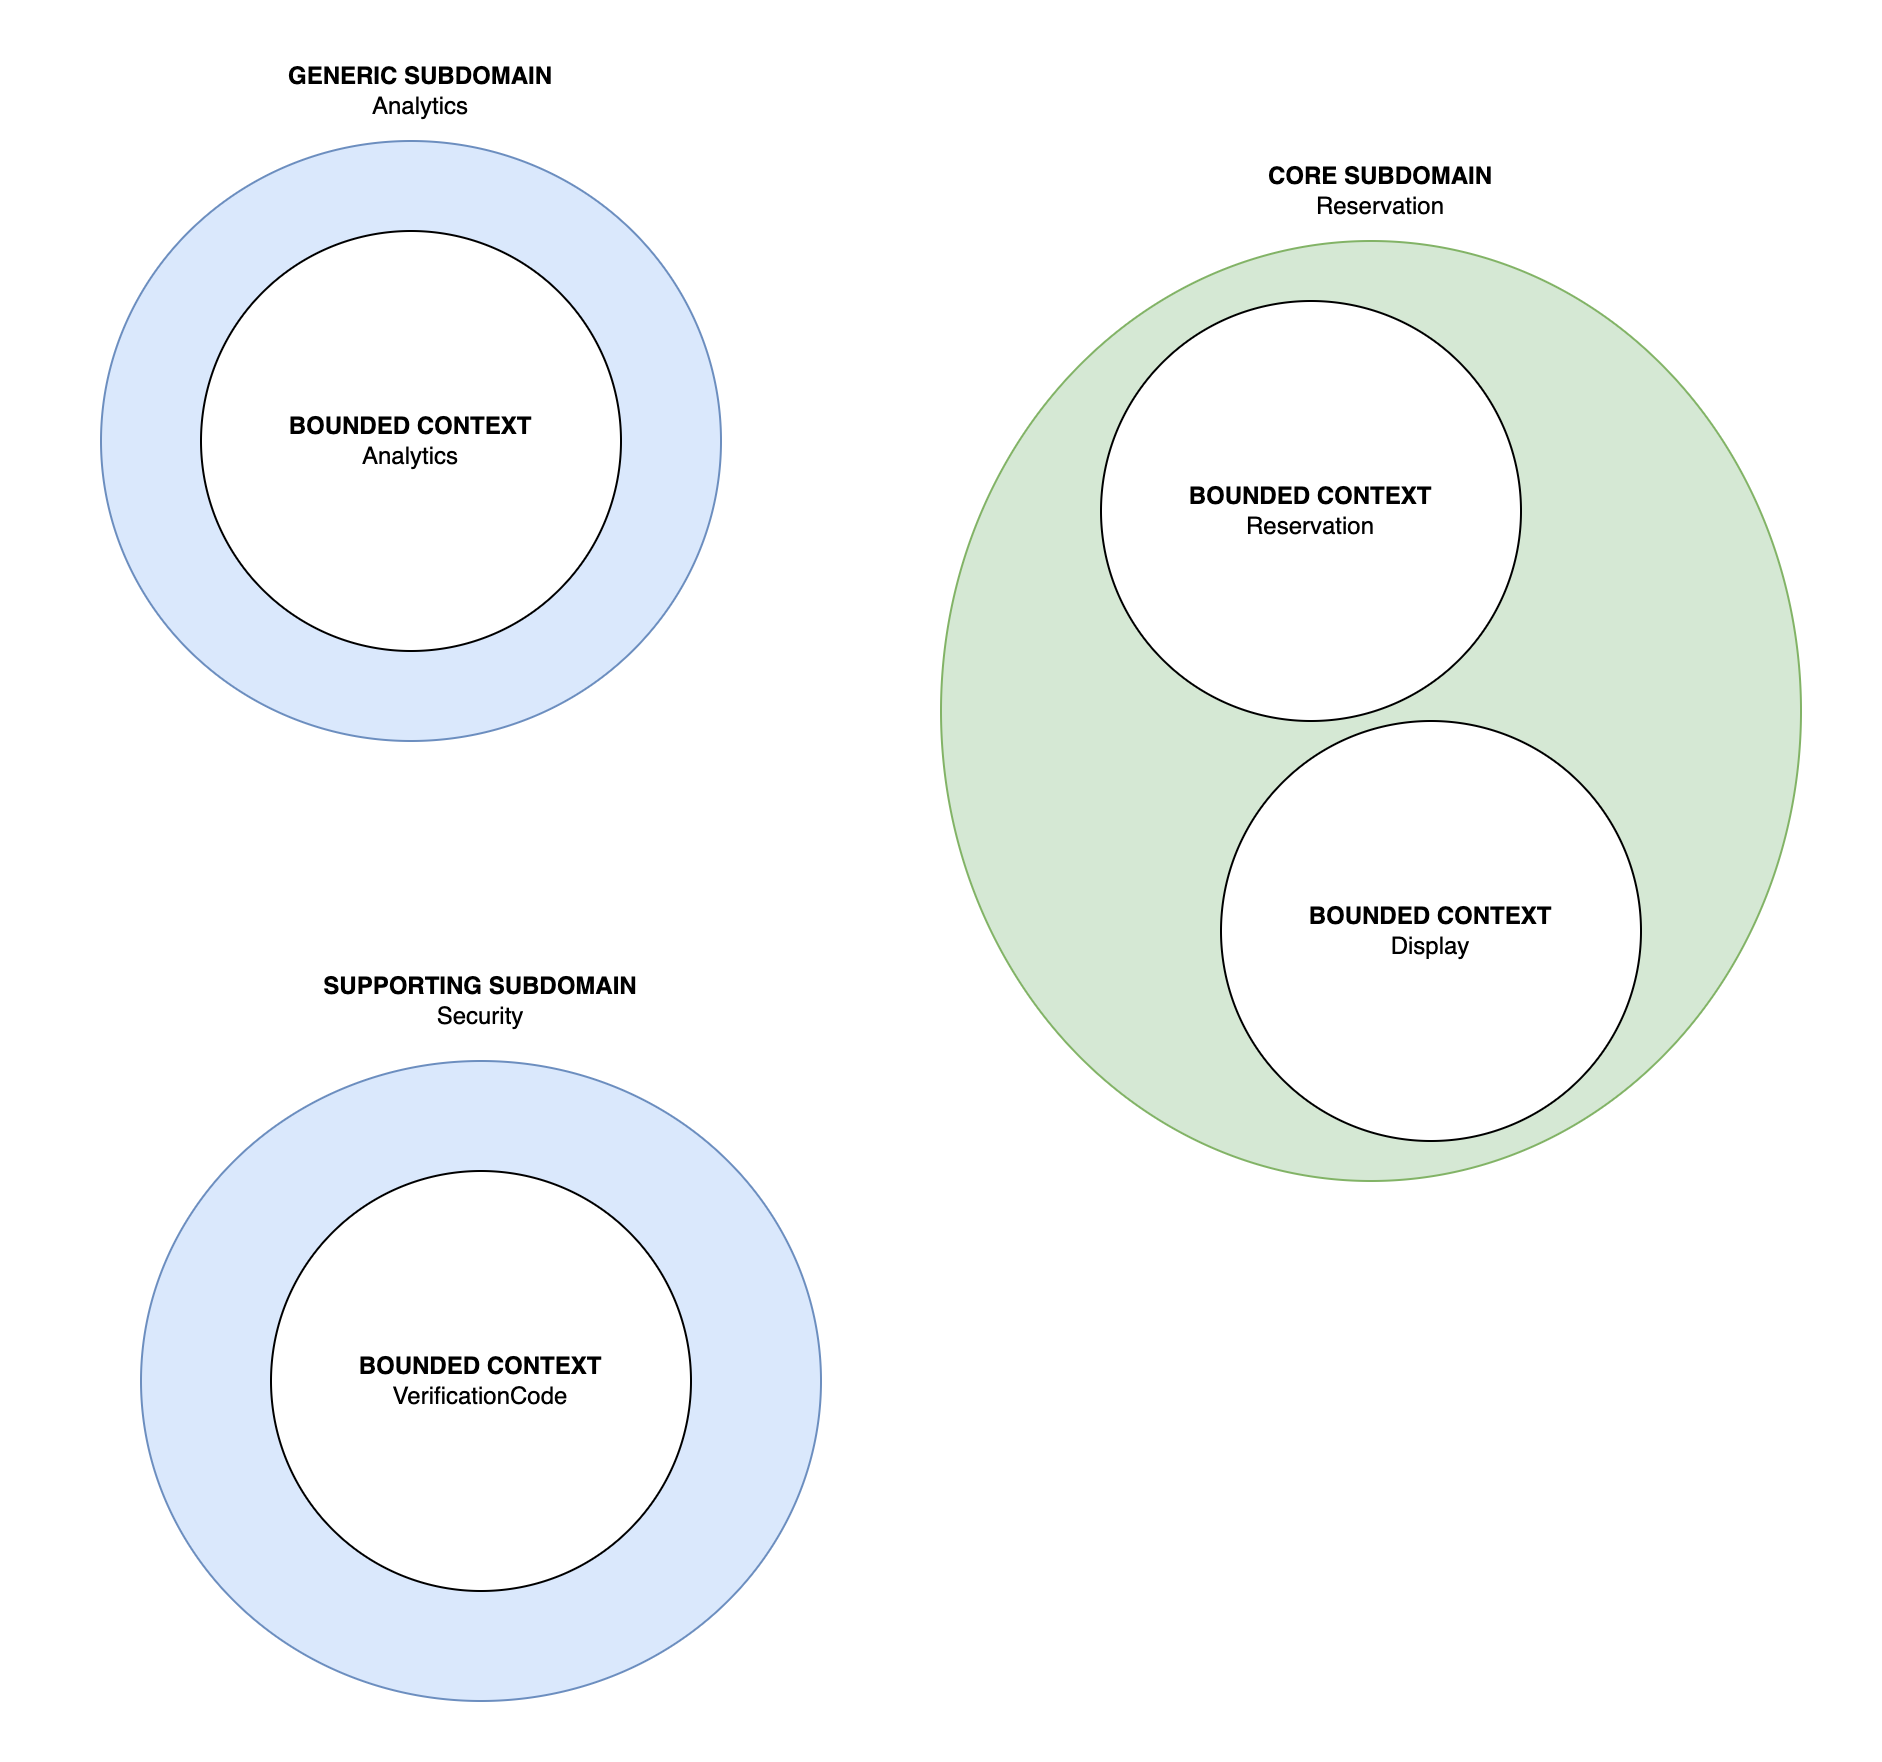 GENERIC SUBDOMAIN
Analytics
BOUNDED CONTEXT
Analytics
CORE SUBDOMAIN
Reservation
BOUNDED CONTEXT
Reservation
BOUNDED CONTEXT
Display
SUPPORTING SUBDOMAIN
Security
BOUNDED CONTEXT
VerificationCode